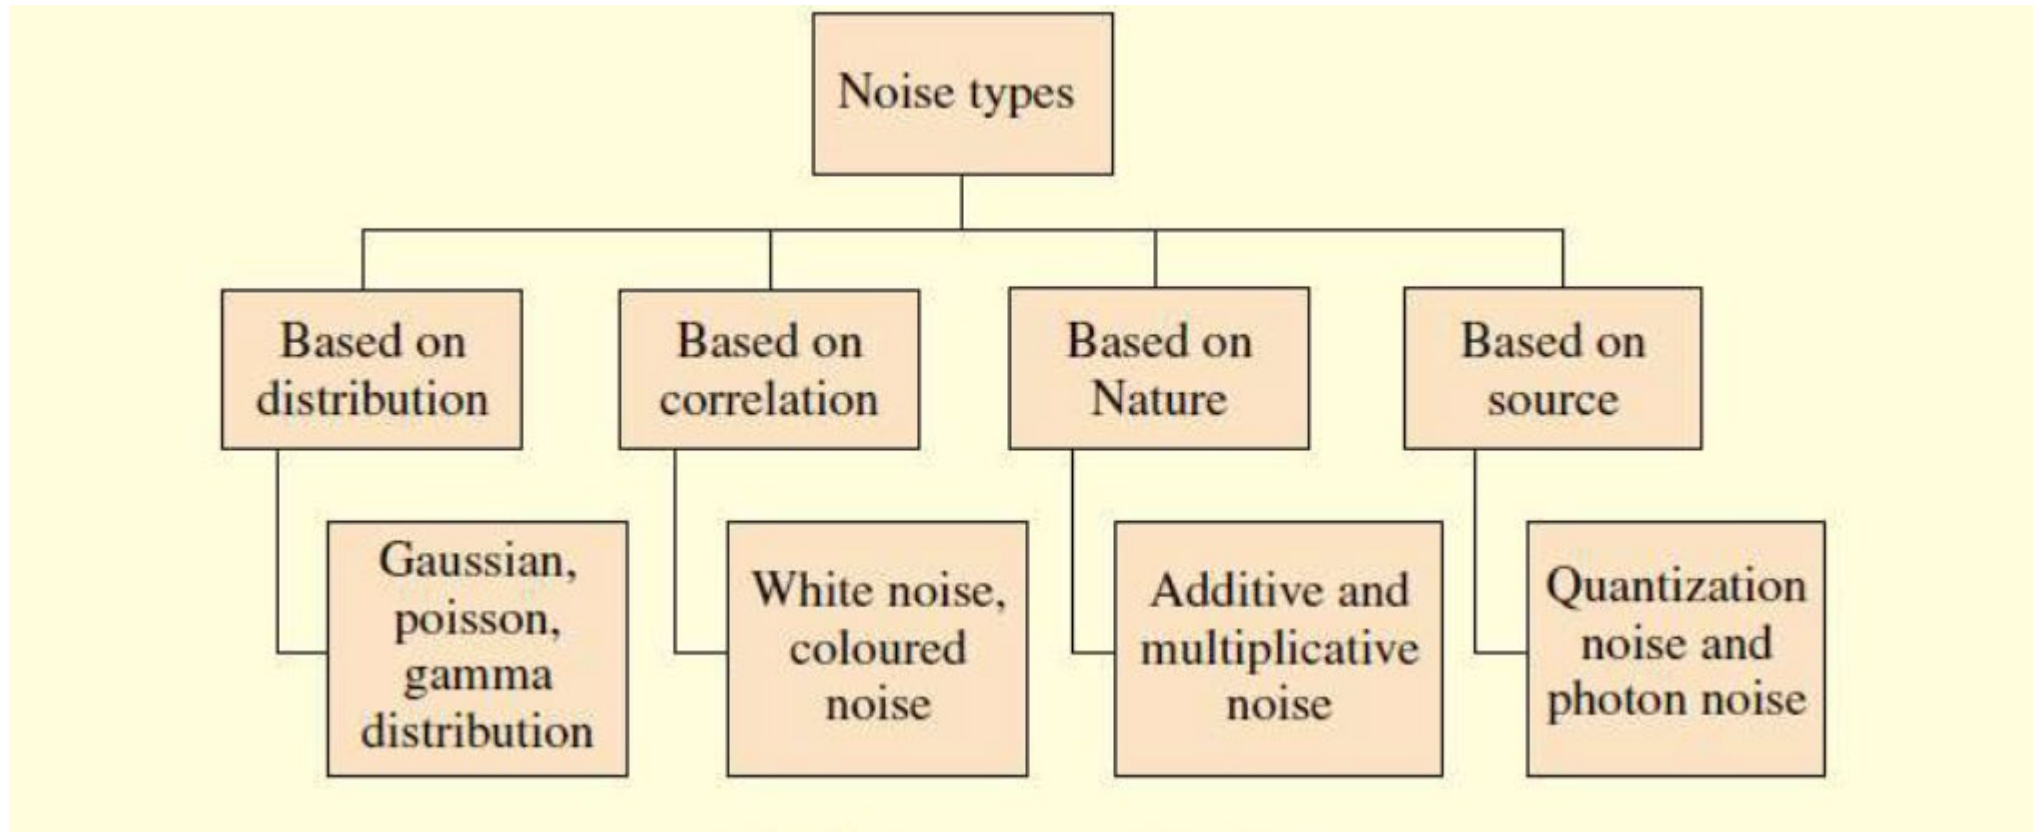 Noise types
Based on
distribution
Based on
correlation
Based on
Nature
Based on
source
Gaussian,
poisson,
gamma
distribution
White noise,
coloured
noise
Additive and
multiplicative
noise
Quantization
noise and
photon noise